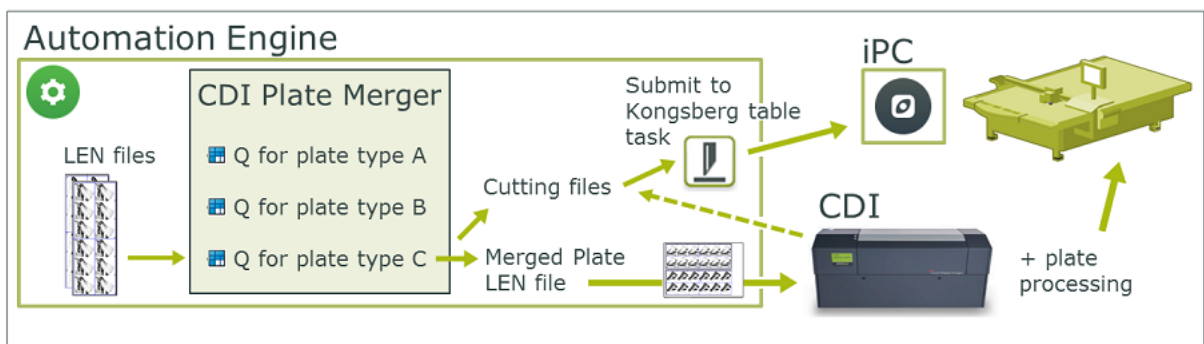 Automation Engine
CDI Plate Merger
Q for plate type A
Q for plate type B
Q for plate type C
LEN files
Cutting files
Merged Plate
LEN file
Submit to
Kongsberg table
task
iPC
CDI
+ plate
processing